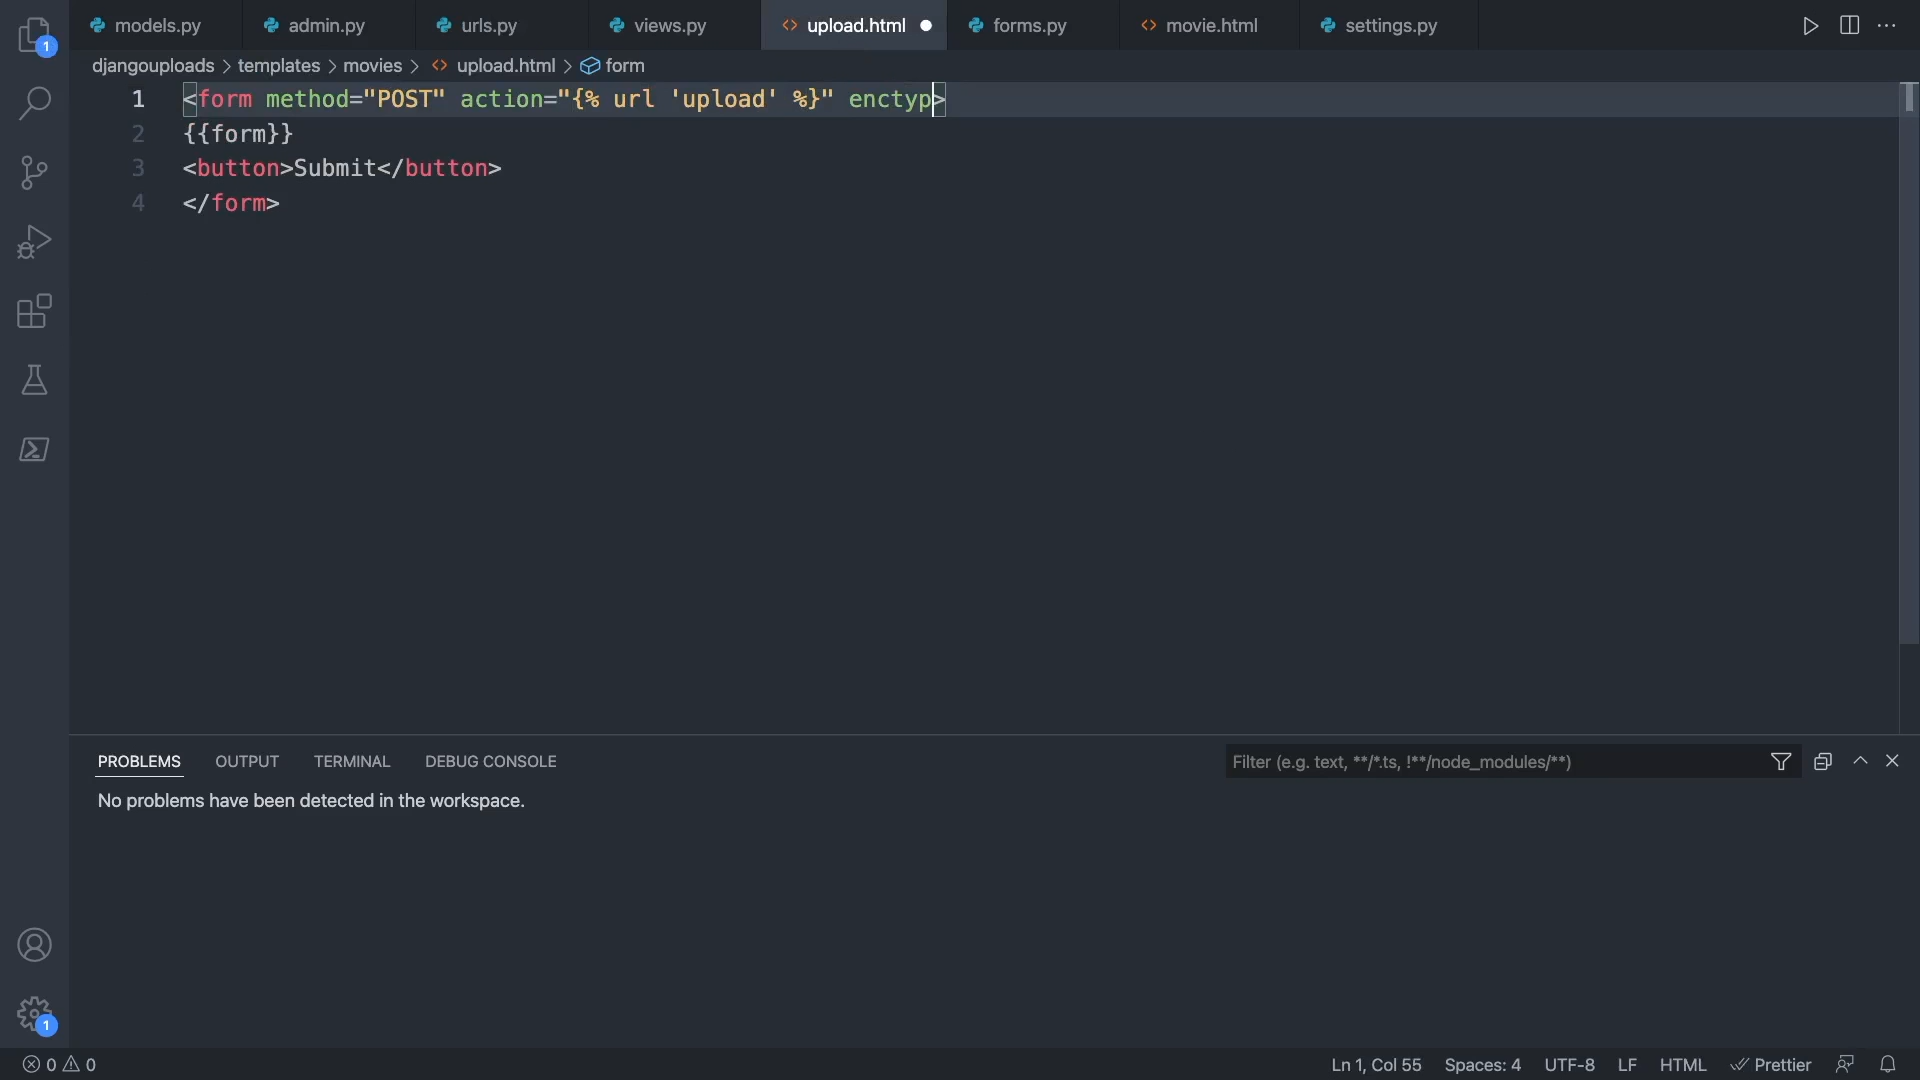 models.py admin.py urls.py views.py upload.html forms.py movie.html settings.py
1
djangouploads > templates > movies > upload.html > form
1 <form method="POST" action="{% url 'upload' %}" enctyp>
2 {{form}}
3 <button>Submit</button>
4 </form>
PROBLEMS OUTPUT TERMINAL DEBUG CONSOLE Filter (e.g. text, **/*.ts, !**/node_modules/**)
No problems have been detected in the workspace.
1
0 0 Ln 1, Col 55 Spaces: 4 UTF-8 LF HTML Prettier